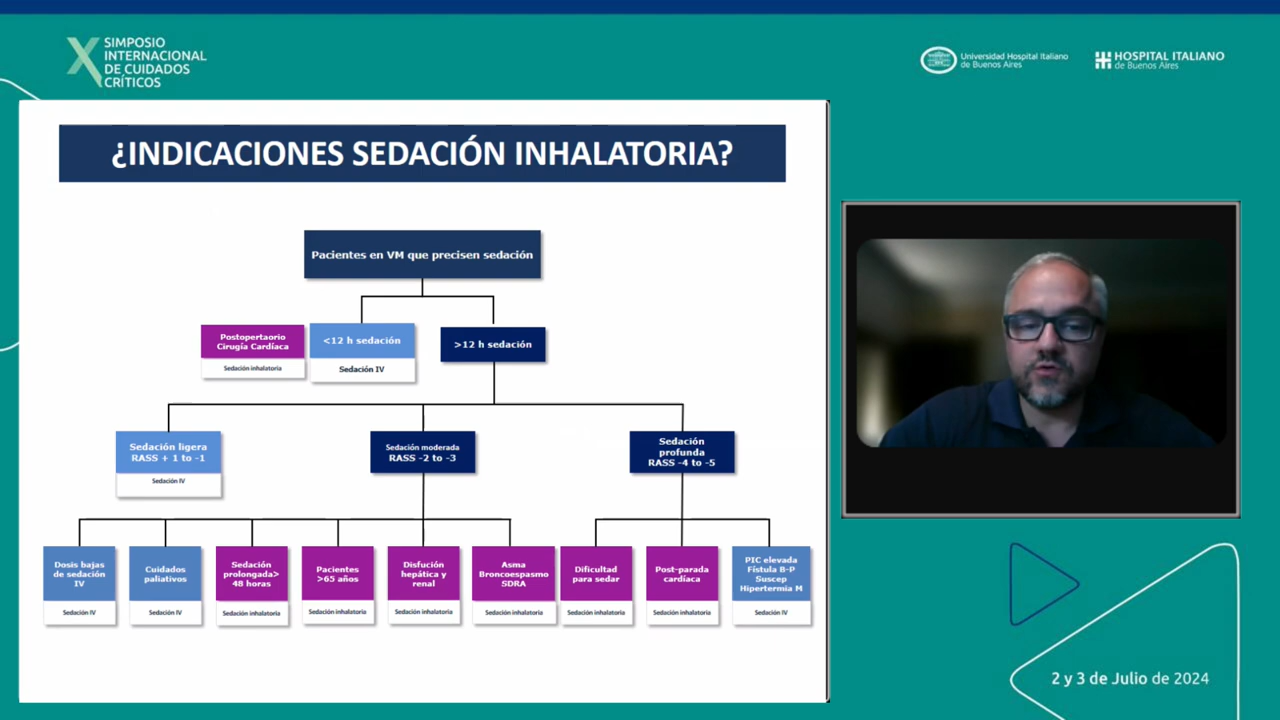 X SIMPOSIO
INTERNACIONAL
DE CUIDADOS
CRÍTICOS
Universidad Hospital Italiano
de Buenos Aires
HOSPITAL ITALIANO
de Buenos Aires
¿INDICACIONES SEDACIÓN INHALATORIA?
Pacientes en VM que precisen sedación
Postopertaorio
Cirugía Cardíaca
Sedación inhalatoria
<12 h sedación
Sedación IV
>12 h sedación
Sedación ligera
RASS + 1 to -1
Sedación IV
Sedación moderada
RASS -2 to -3
Sedación
profunda
RASS -4 to -5
Dosis bajas
de sedación
IV
Sedación IV
Cuidados
paliativos
Sedación IV
Sedación
prolongada>
48 horas
Sedación inhalatoria
Pacientes
>65 años
Sedación inhalatoria
Disfución
hepática y
renal
Sedación inhalatoria
Asma
Broncoespasmo
SDRA
Sedación inhalatoria
Dificultad
para sedar
Sedación inhalatoria
Post-parada
cardíaca
Sedación inhalatoria
PIC elevada
Fístula B-P
Suscep
Hipertermia M
Sedación IV
2 y 3 de Julio de 2024